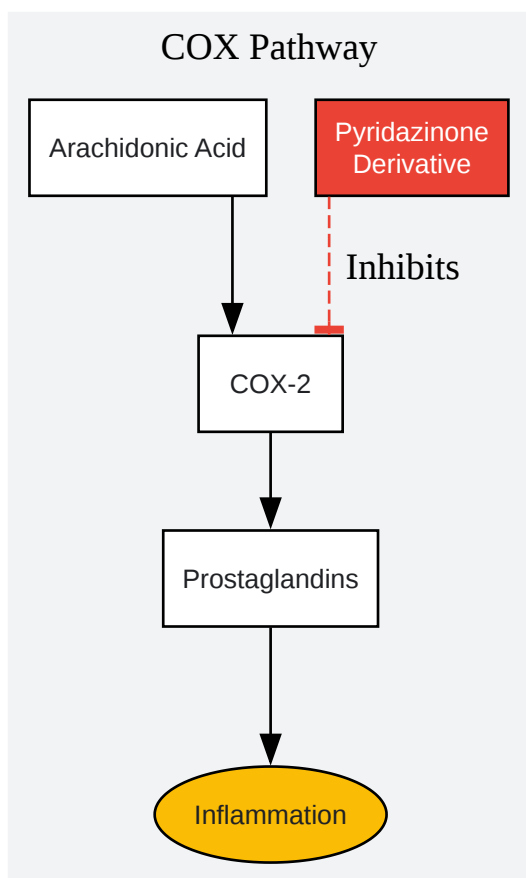 COX Pathway
Arachidonic Acid
Pyridazinone
Derivative
Inhibits
COX-2
Prostaglandins
Inflammation